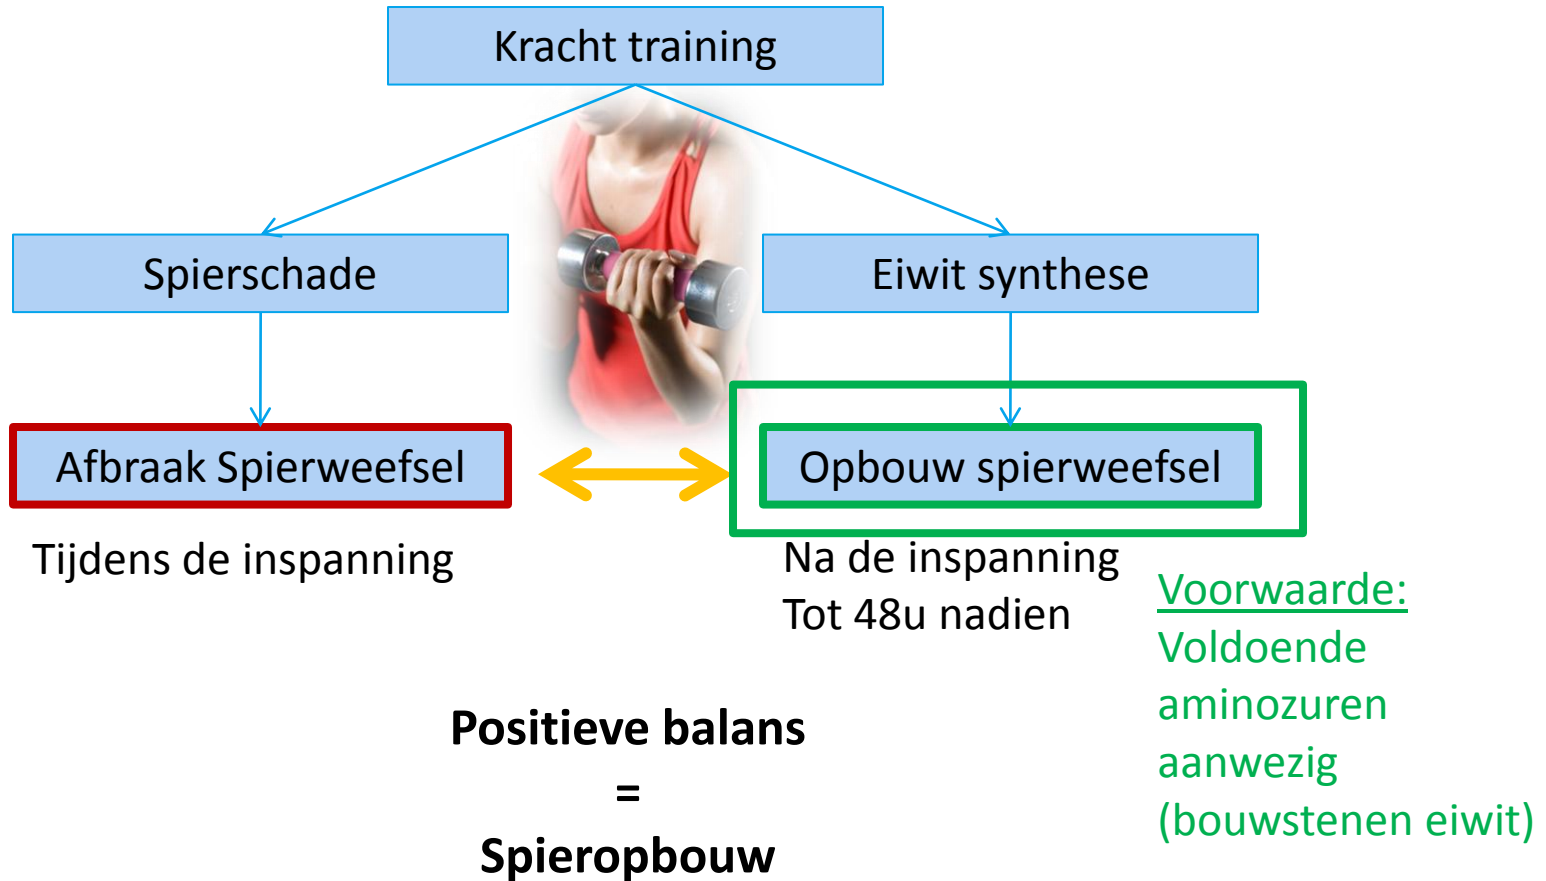 Kracht training
Spierschade
Eiwit synthese
Afbraak Spierweefsel
Opbouw spierweefsel
Tijdens de inspanning
Na de inspanning
Tot 48u nadien
Voorwaarde:
Voldoende
aminozuren
aanwezig
(bouwstenen eiwit)
Positieve balans
=
Spieropbouw